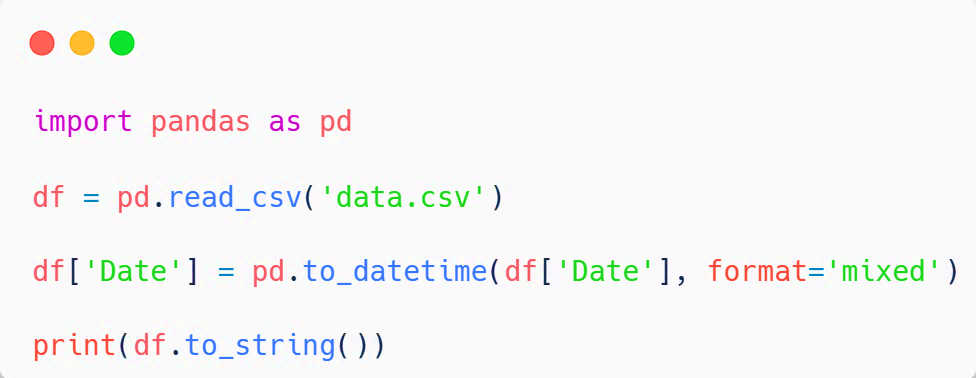 import pandas as pd
df = pd.read_csv('data.csv')
df['Date'] = pd.to_datetime(df['Date'], format='mixed')
print(df.to_string())